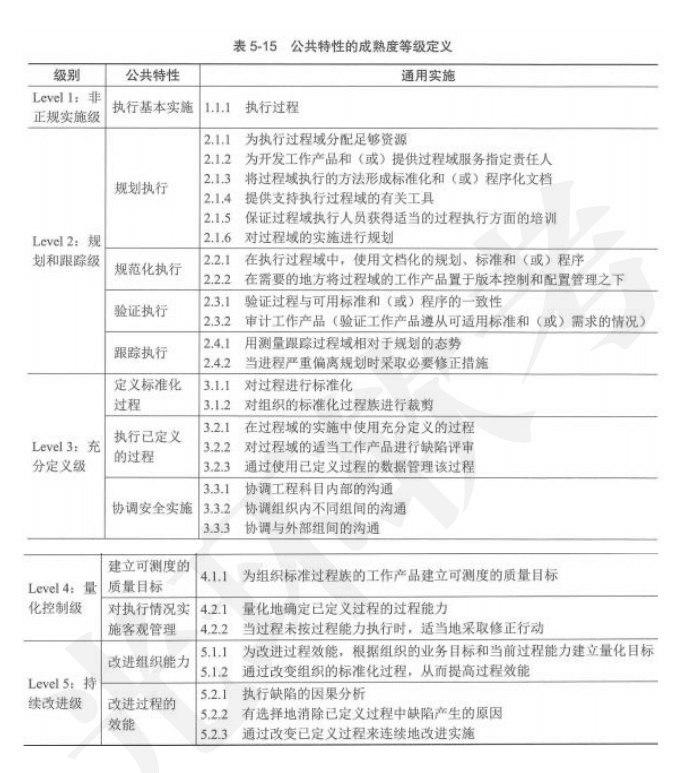 表 5-15 公共特性的成熟度等级定义
级别 公共特性 通用实施
Level 1：非正规实施级 执行基本实施 1.1.1 执行过程
Level 2：规划和跟踪级
规划执行
2.1.1 为执行过程域分配足够资源
2.1.2 为开发工作产品和（或）提供过程域服务指定责任人
2.1.3 将过程域执行的方法形成标准化和（或）程序化文档
2.1.4 提供支持执行过程域的有关工具
2.1.5 保证过程域执行人员获得适当的过程执行方面的培训
2.1.6 对过程域的实施进行规划
规范化执行
2.2.1 在执行过程域中，使用文档化的规划、标准和（或）程序
2.2.2 在需要的地方将过程域的工作产品置于版本控制和配置管理之下
验证执行
2.3.1 验证过程与可用标准和（或）程序的一致性
2.3.2 审计工作产品（验证工作产品遵从可适用标准和（或）需求的情况）
跟踪执行
2.4.1 用测量跟踪过程域相对于规划的态势
2.4.2 当进程严重偏离规划时采取必要修正措施
Level 3：充分定义级
定义标准化过程
3.1.1 对过程进行标准化
3.1.2 对组织的标准化过程族进行裁剪
执行已定义的过程
3.2.1 在过程域的实施中使用充分定义的过程
3.2.2 对过程域的适当工作产品进行缺陷评审
3.2.3 通过使用已定义过程的数据管理该过程
协调安全实施
3.3.1 协调工程科目内部的沟通
3.3.2 协调组织内不同组间的沟通
3.3.3 协调与外部组间的沟通
Level 4：量化控制级
建立可测度的质量目标
4.1.1 为组织标准过程族的工作产品建立可测度的质量目标
对执行情况实施客观管理
4.2.1 量化地确定已定义过程的过程能力
4.2.2 当过程未按过程能力执行时，适当地采取修正行动
Level 5：持续改进级
改进组织能力
5.1.1 为改进过程效能，根据组织的业务目标和当前过程能力建立量化目标
5.1.2 通过改变组织的标准化过程，从而提高过程效能
改进过程的效能
5.2.1 执行缺陷的因果分析
5.2.2 有选择地消除已定义过程中缺陷产生的原因
5.2.3 通过改变已定义过程来连续地改进实施